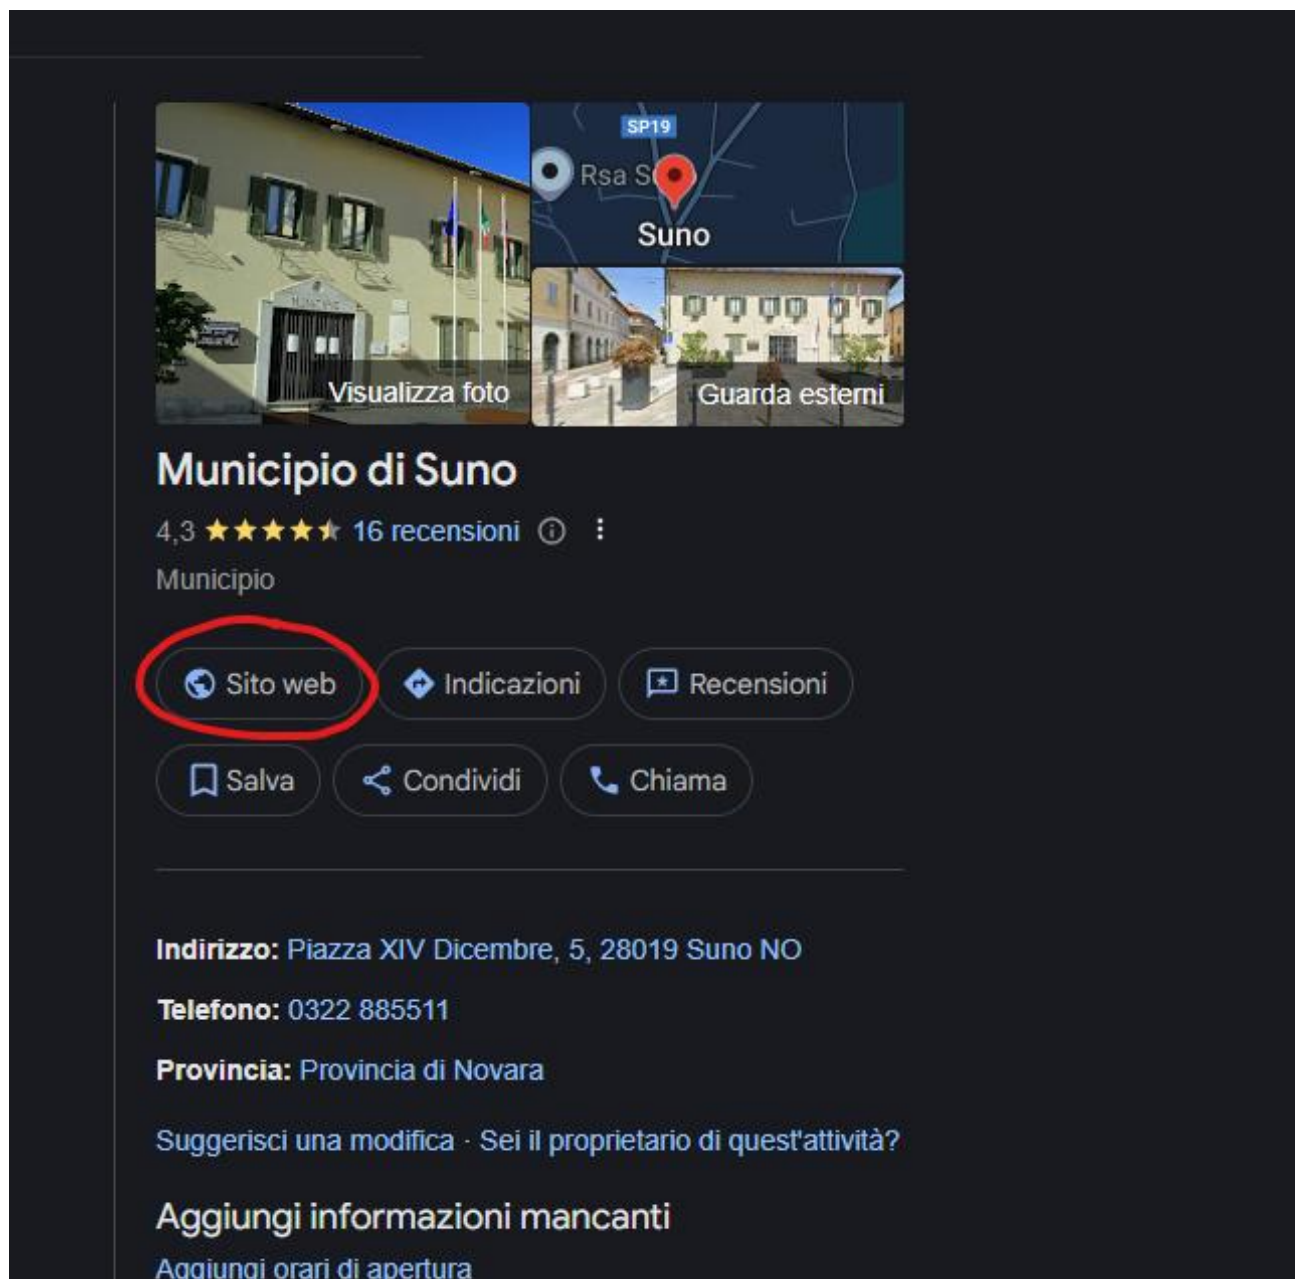 SP19
Rsa S
Suno
Visualizza foto
Guarda esterni
Municipio di Suno
4,3 16 recensioni
Municipio
Sito web Indicazioni Recensioni
Salva Condividi Chiama
Indirizzo: Piazza XIV Dicembre, 5, 28019 Suno NO
Telefono: 0322 885511
Provincia: Provincia di Novara
Suggerisci una modifica · Sei il proprietario di quest'attività?
Aggiungi informazioni mancanti
Aggiungi orari di apertura